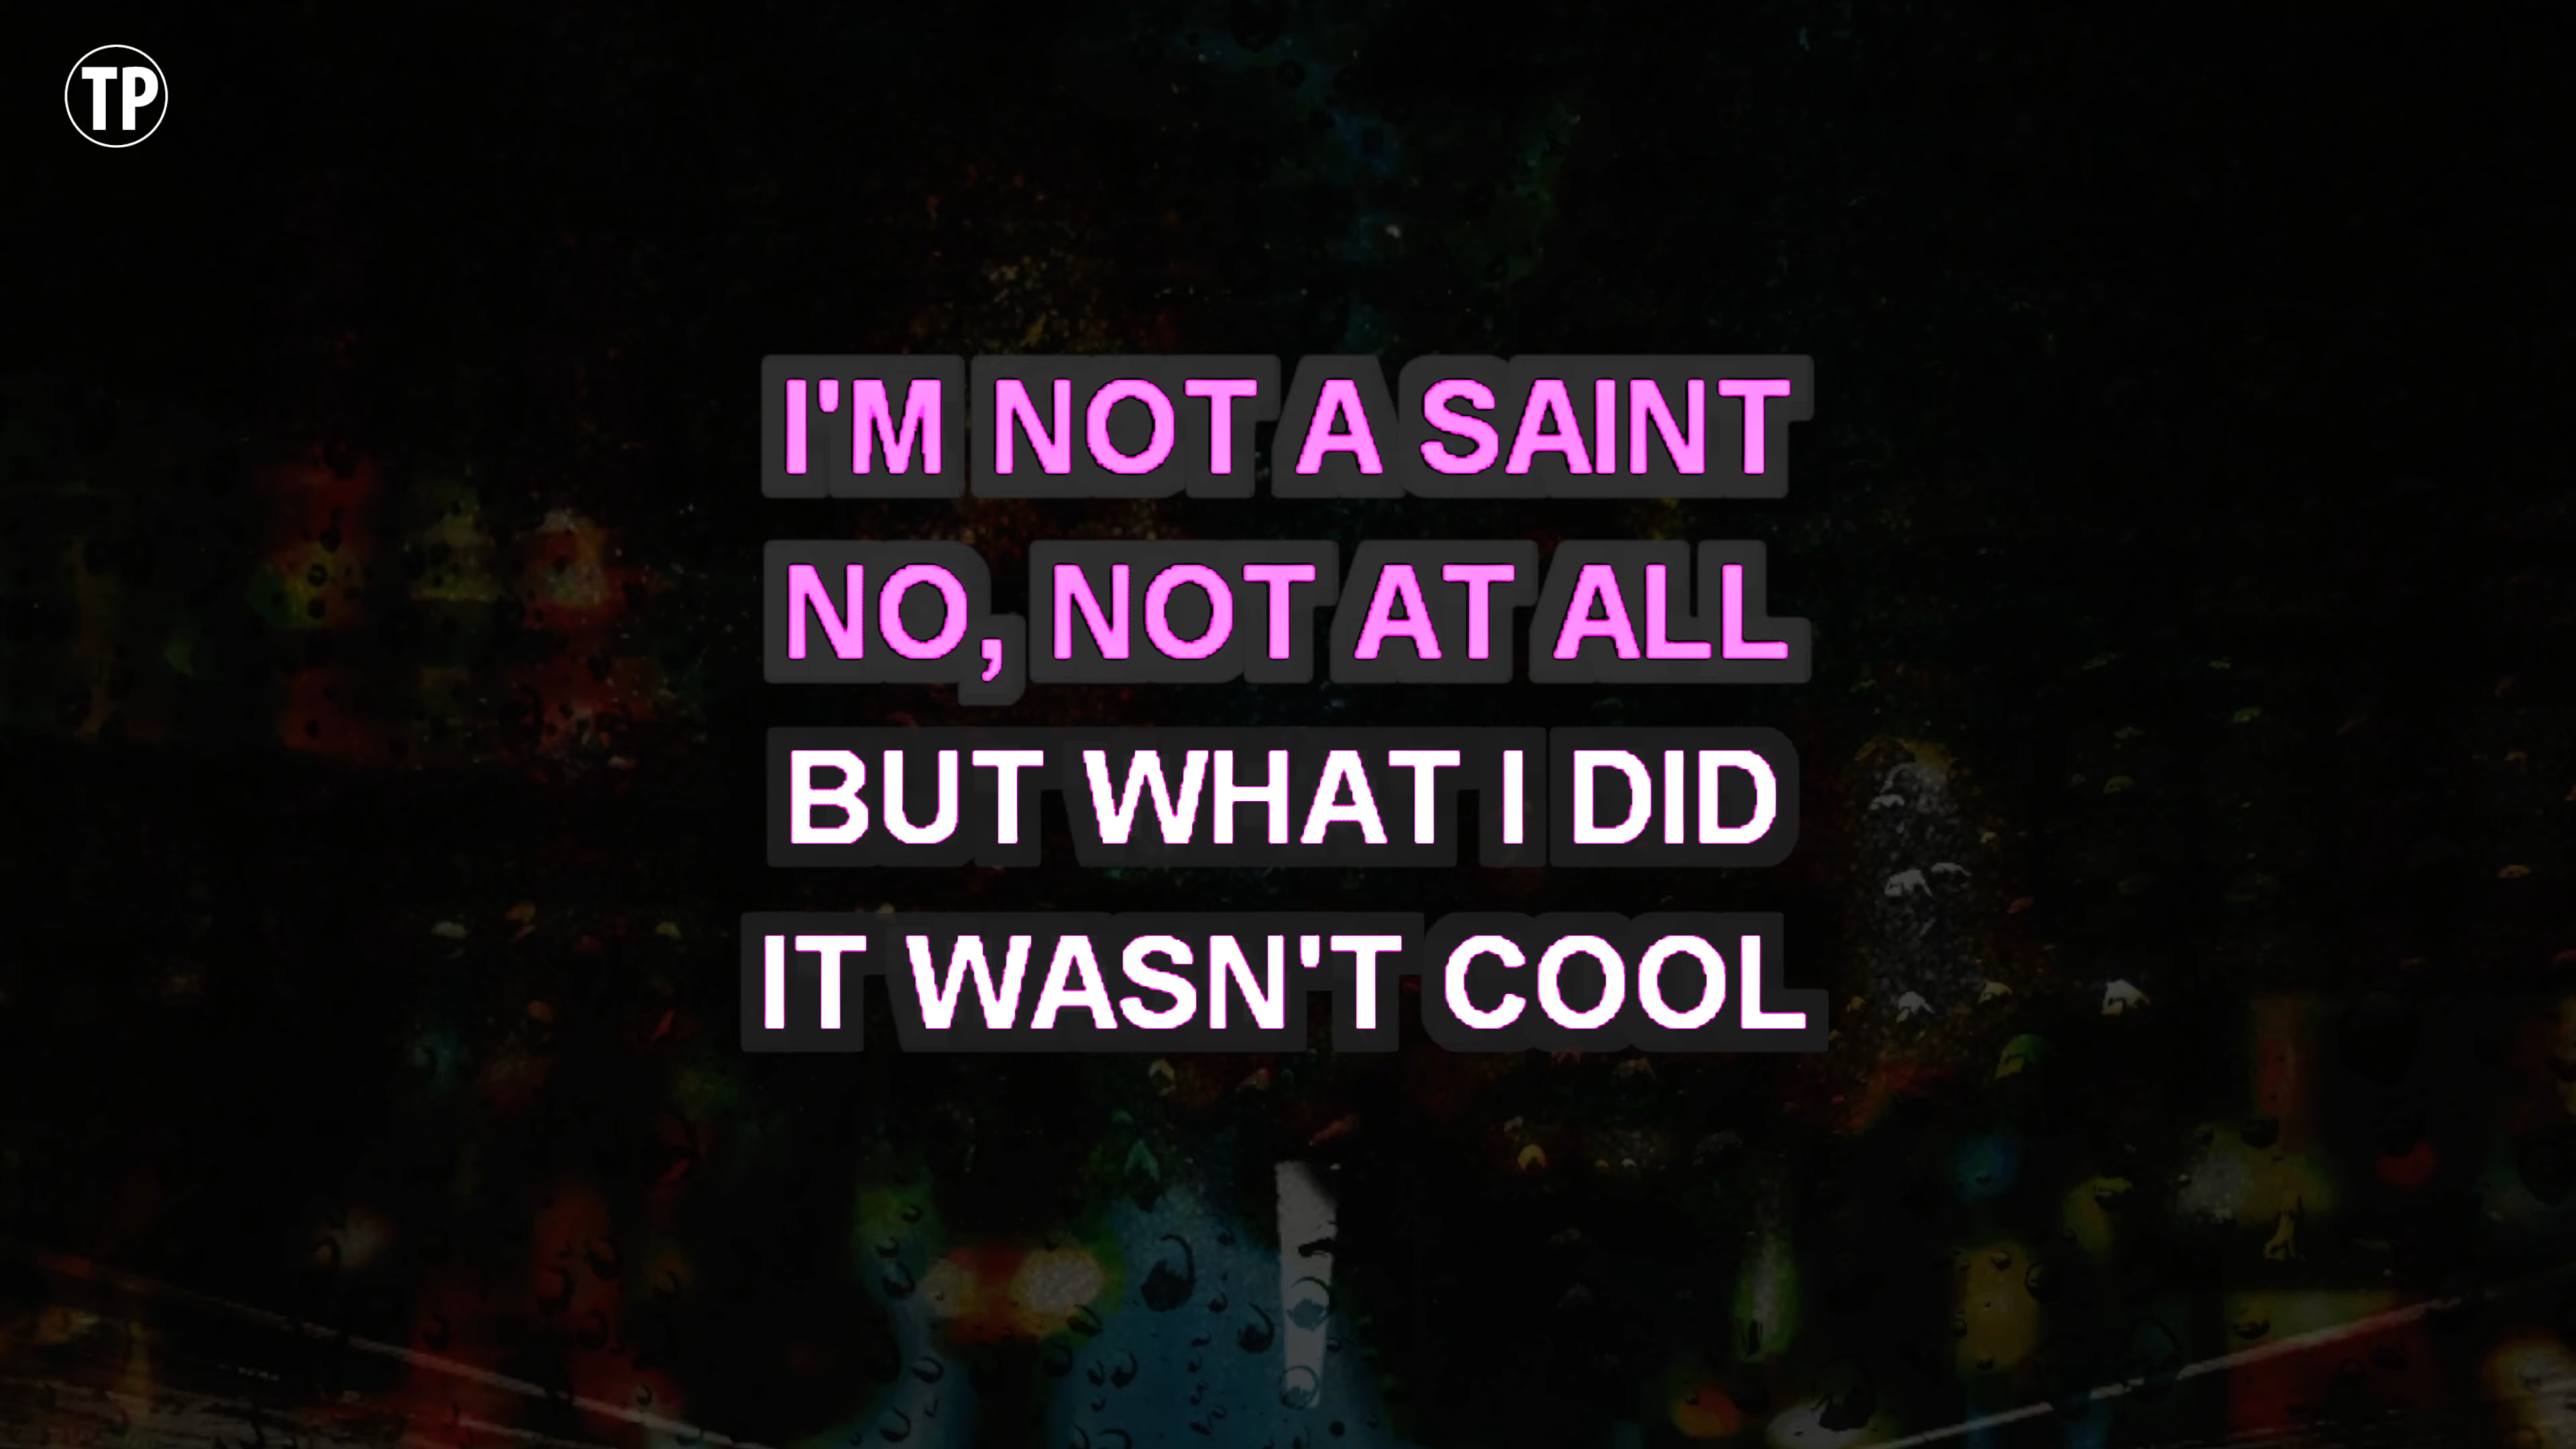 TP
I'M NOT A SAINT
NO, NOT AT ALL
BUT WHAT I DID
IT WASN'T COOL